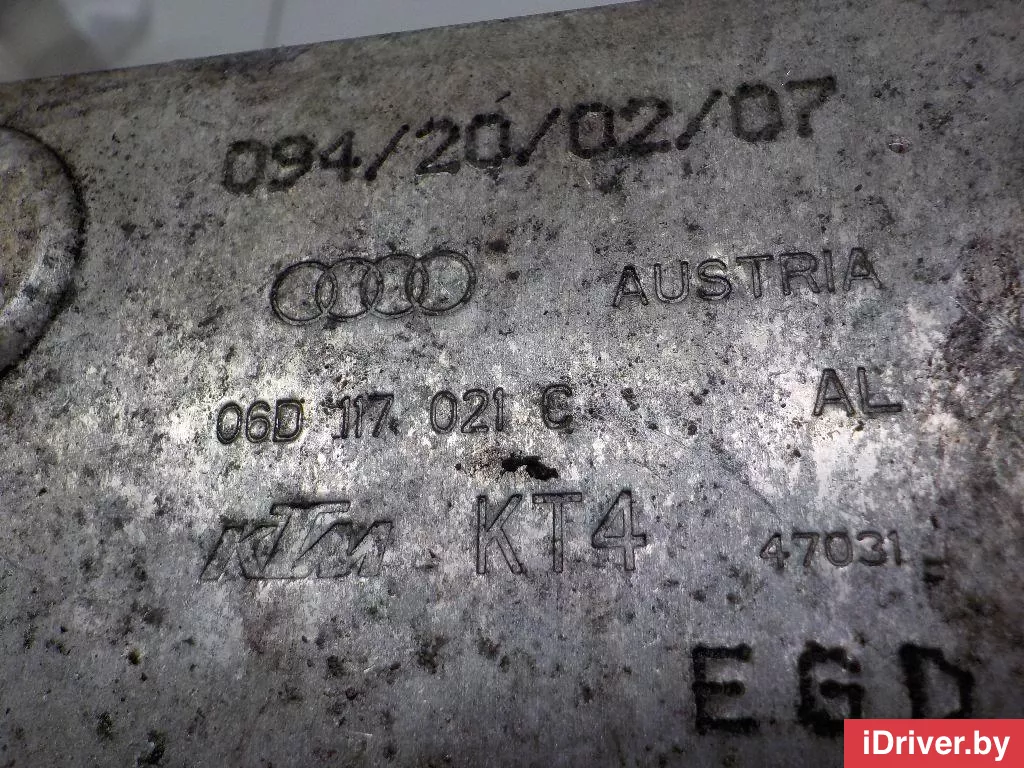 094/20/02/07
AUSTRIA
06D 117 021 C AL
KTM KT4 47031
EGD
iDriver.by